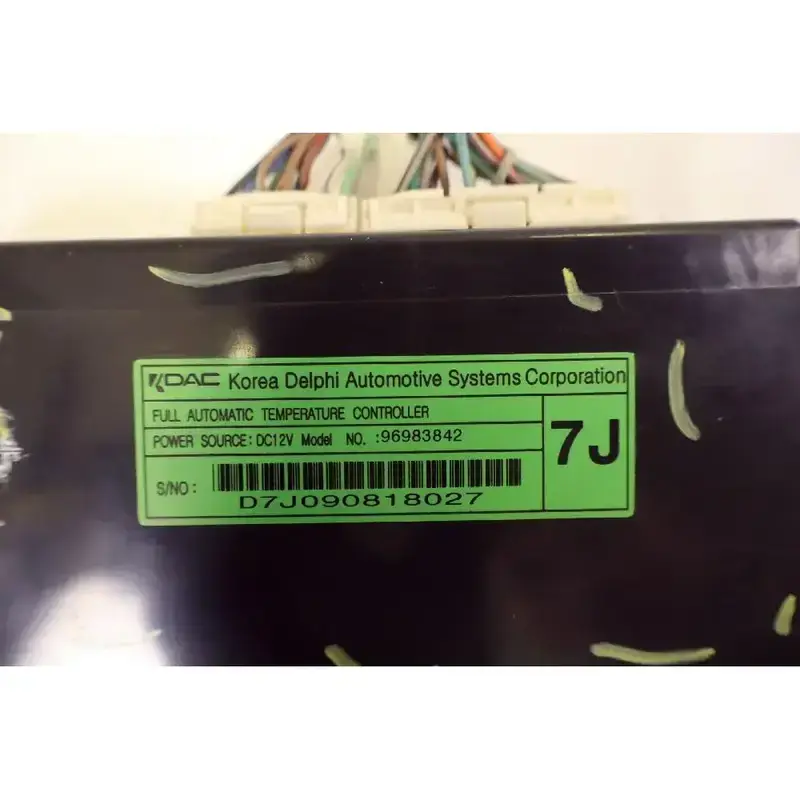 KDAC Korea Delphi Automotive Systems Corporation
FULL AUTOMATIC TEMPERATURE CONTROLLER
POWER SOURCE: DC12V Model NO. :96983842
7J
S/NO :
D7J090818027